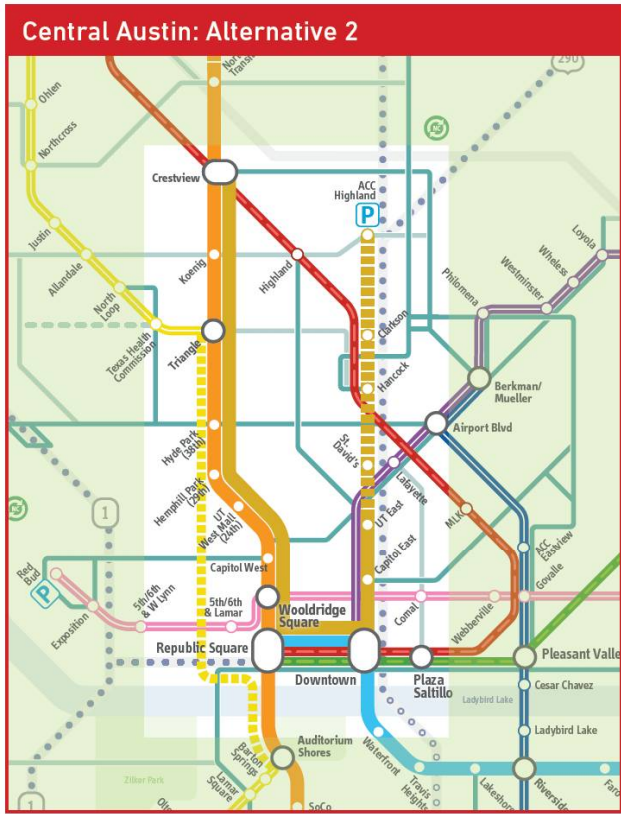 Central Austin: Alternative 2
290
Ohlen
Northcross
NC
Crestview
ACC
Highland
P
Justin
Allandale
North
Loop
Koenig
Highland
Loyola
Wheless
Westminster
Philomena
Texas Health
Commission
Triangle
Clarkson
Hancock
Berkman/
Mueller
Airport Blvd
Hyde Park
(38th)
St.
David's
Lafayette
Hemphill Park
(29th)
UT
West Mall
(24th)
UT East
MLK
1
ACC
Eastview
Capitol West
Capitol East
Red
Bud
P
Exposition
5th/6th
& W Lynn
5th/6th
& Lamar
Wooldridge
Square
Comal
Webberville
Govalle
Republic Square
Downtown
Plaza
Saltillo
Pleasant Valle
Cesar Chavez
Ladybird Lake
Ladybird Lake
Auditorium
Shores
Barton
Springs
Lamar
Square
Zilker Park
Waterfront
Travis
Heights
Lakeshore
Riverside
Faro
SoCo
1